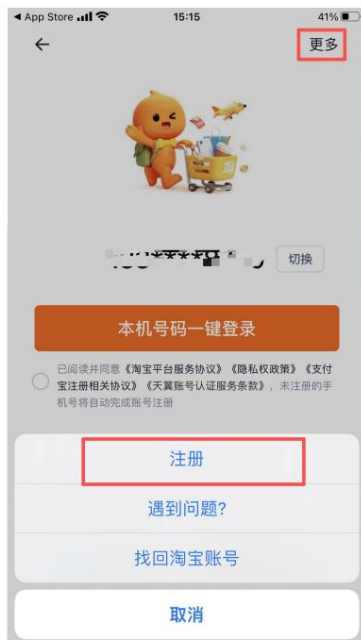 App Store 15:15 41%
更多
切换
本机号码一键登录
已阅读并同意《淘宝平台服务协议》《隐私权政策》《支付
宝注册相关协议》《天翼账号认证服务条款》，未注册的手
机号将自动完成账号注册
注册
遇到问题?
找回淘宝账号
取消